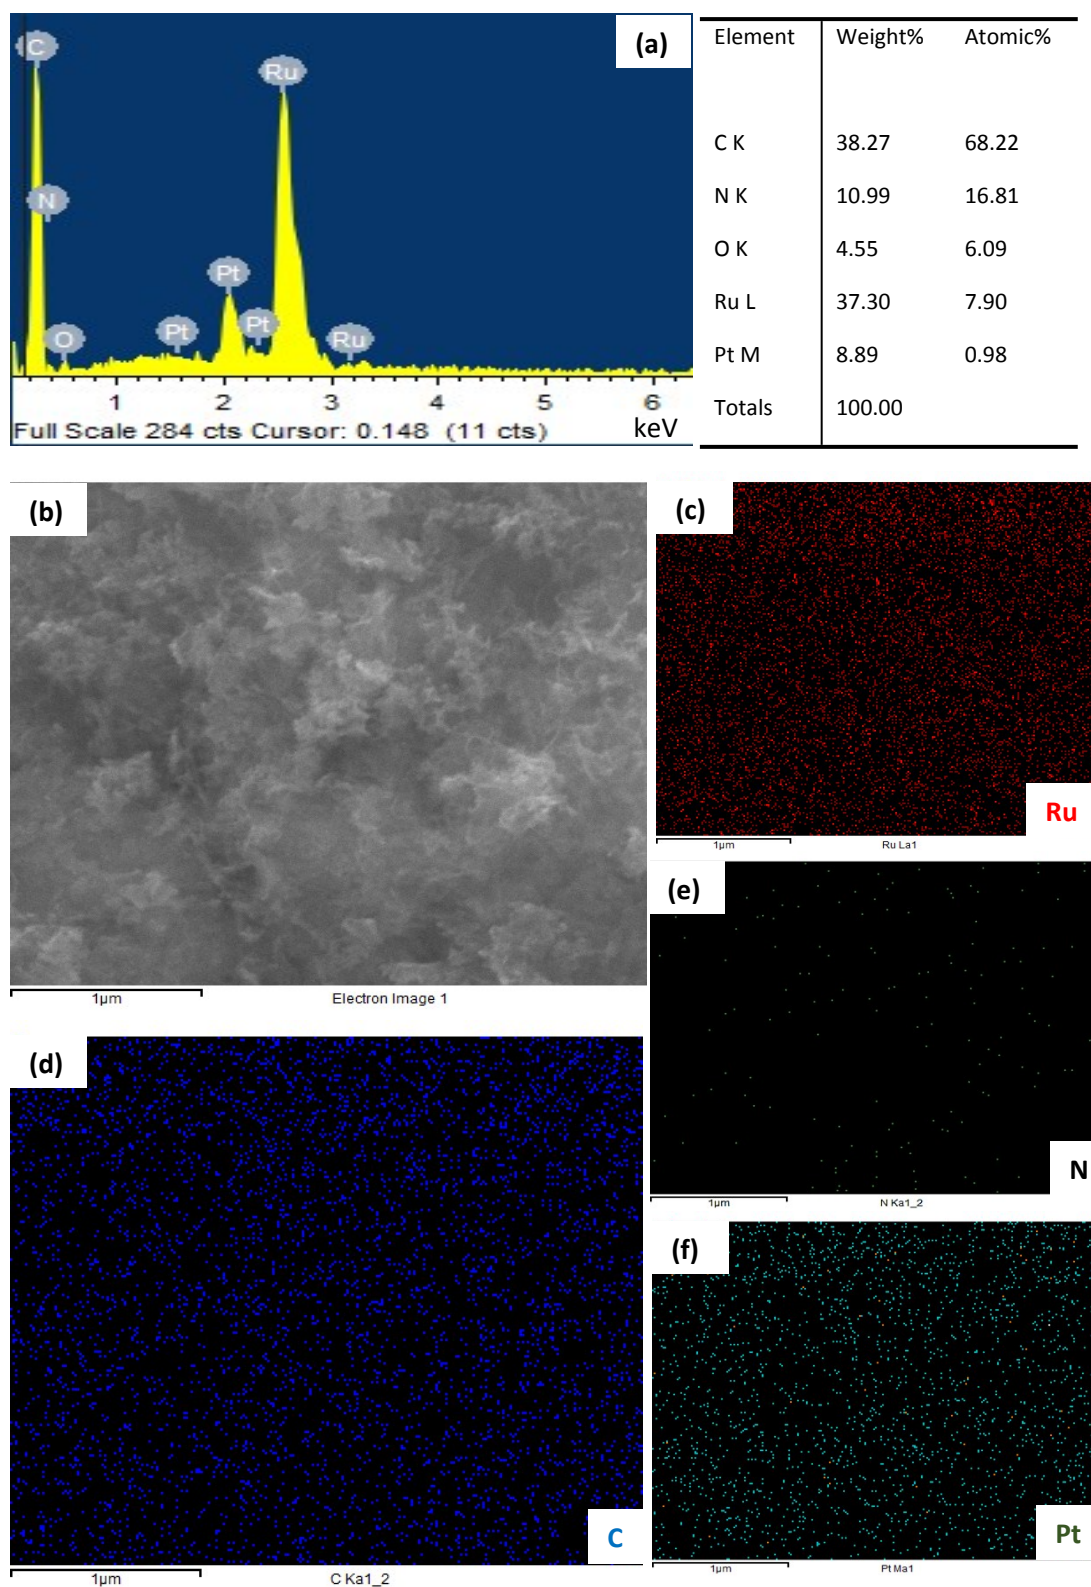 (a)
C
N
O
Pt
Pt
Pt
Ru
Ru
1 2 3 4 5 6
Full Scale 284 cts Cursor: 0.148 (11 cts)
keV
Element Weight% Atomic%
C K 38.27 68.22
N K 10.99 16.81
O K 4.55 6.09
Ru L 37.30 7.90
Pt M 8.89 0.98
Totals 100.00
(b)
1µm
Electron Image 1
(c)
Ru
1µm
Ru La1
(e)
N
1µm
N Ka1_2
(d)
C
1µm
C Ka1_2
(f)
Pt
1µm
Pt Ma1